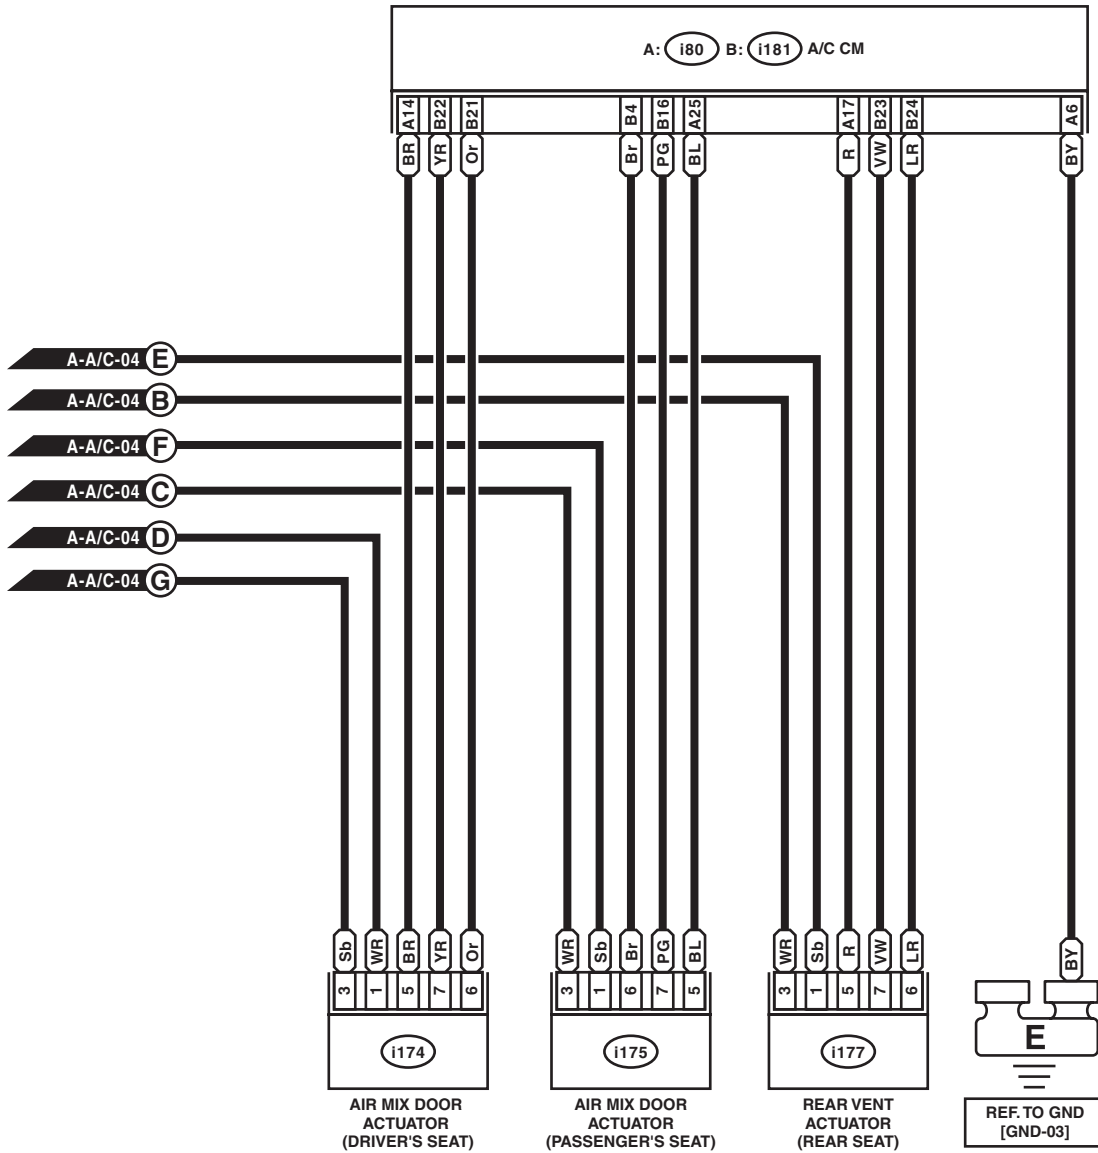 A: i80 B: i181 A/C CM
A14 B22 B21 B4 B16 A25 A17 B23 B24 A6
BR YR Or Br PG BL R VW LR BY
A-A/C-04 E
A-A/C-04 B
A-A/C-04 F
A-A/C-04 C
A-A/C-04 D
A-A/C-04 G
Sb WR BR YR Or WR Sb Br PG BL WR Sb R VW LR BY
3 1 5 7 6 3 1 6 7 5 3 1 5 7 6
E
i174 i175 i177
AIR MIX DOOR
ACTUATOR
(DRIVER'S SEAT)
AIR MIX DOOR
ACTUATOR
(PASSENGER'S SEAT)
REAR VENT
ACTUATOR
(REAR SEAT)
REF. TO GND
[GND-03]